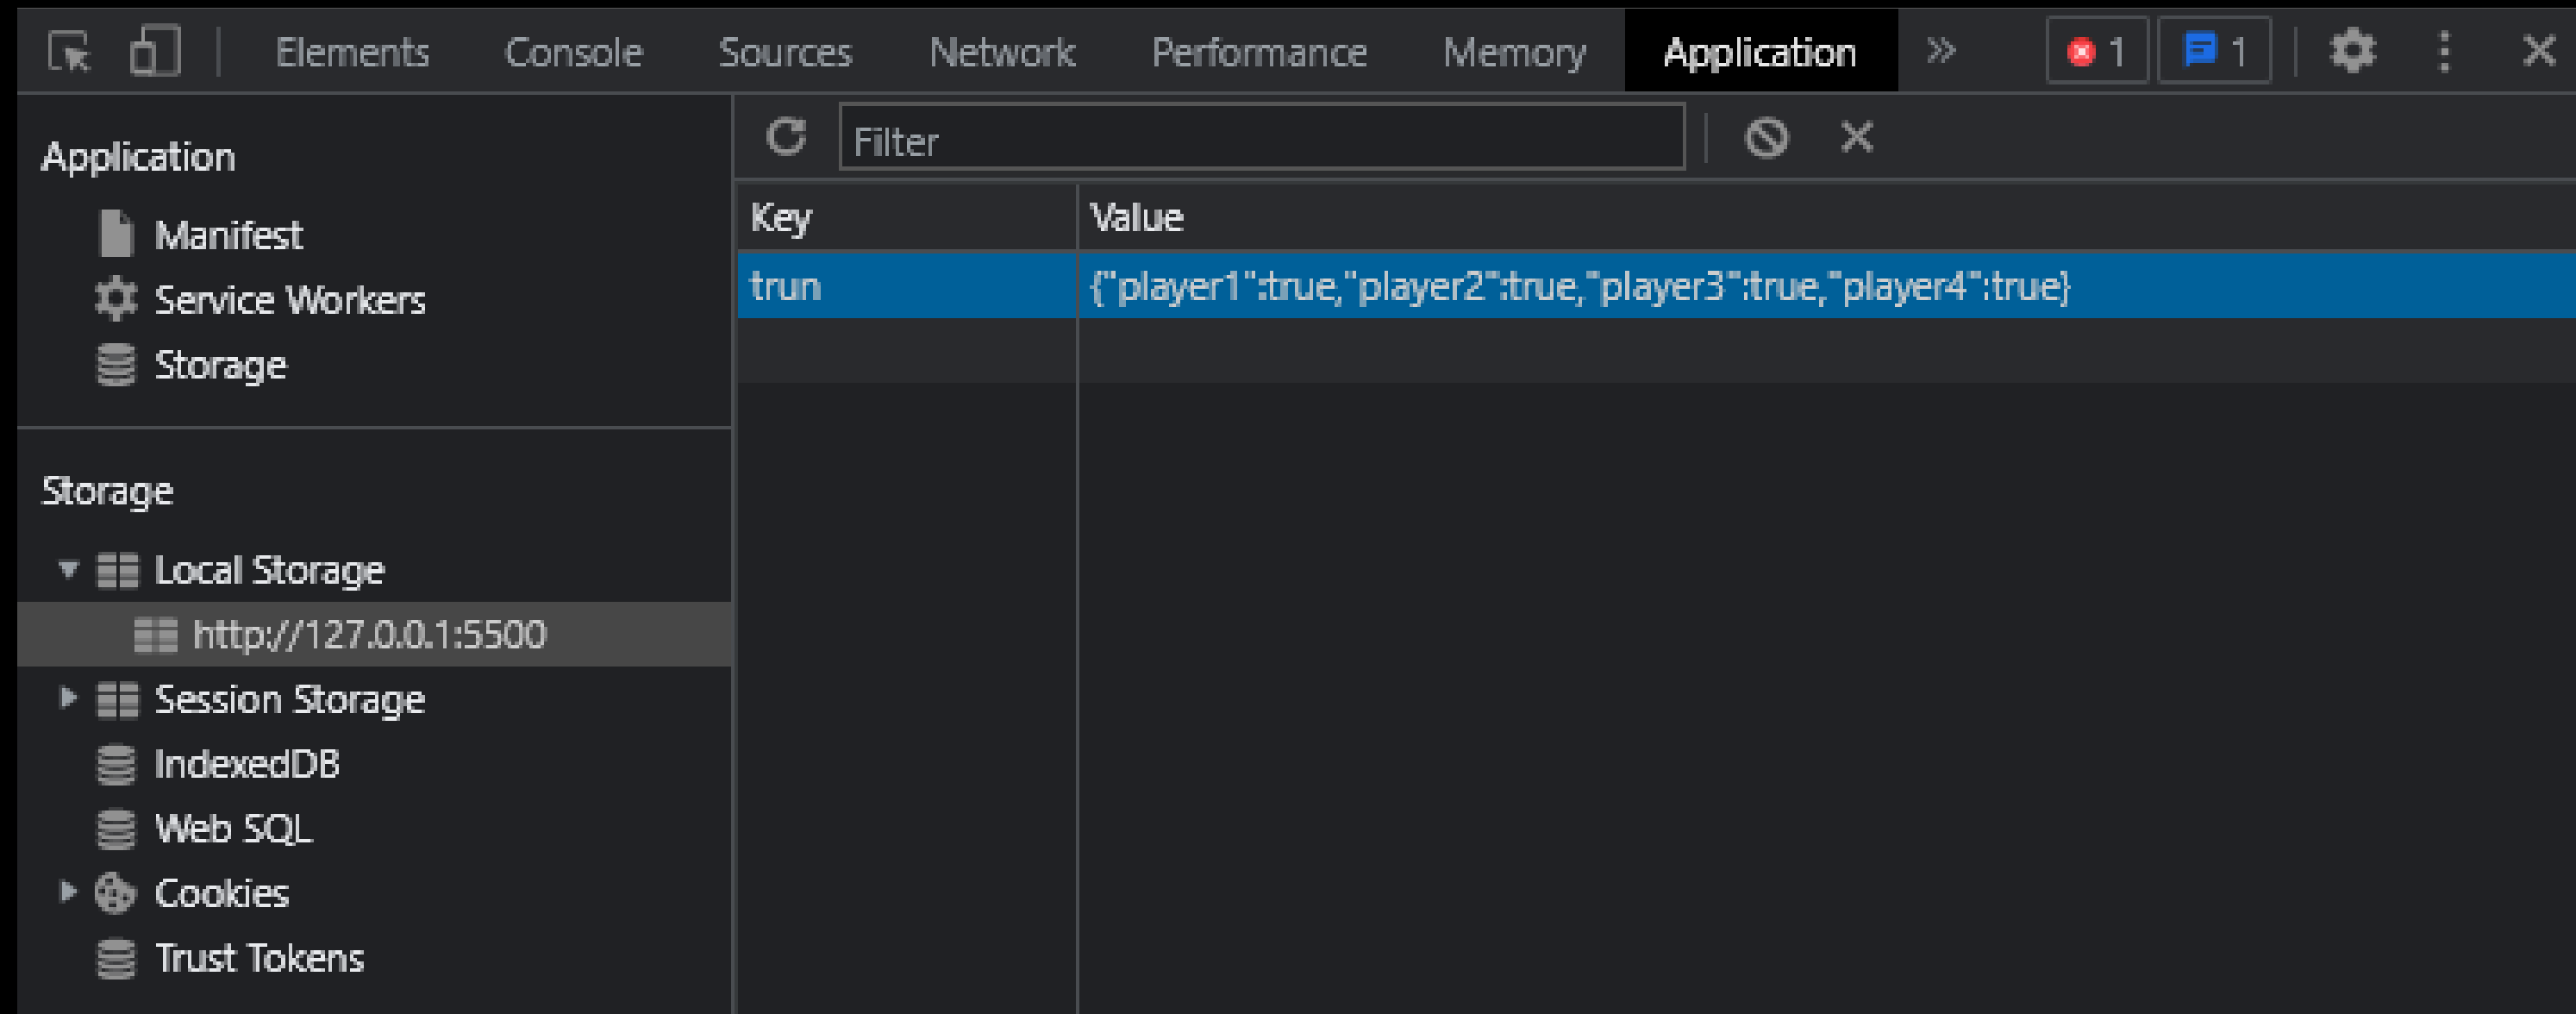 Elements Console Sources Network Performance Memory Application » 1 1
Application
Manifest
Service Workers
Storage
Storage
Local Storage
http://127.0.0.1:5500
Session Storage
IndexedDB
Web SQL
Cookies
Trust Tokens
Filter
Key Value
trun {"player1":true,"player2":true,"player3":true,"player4":true}